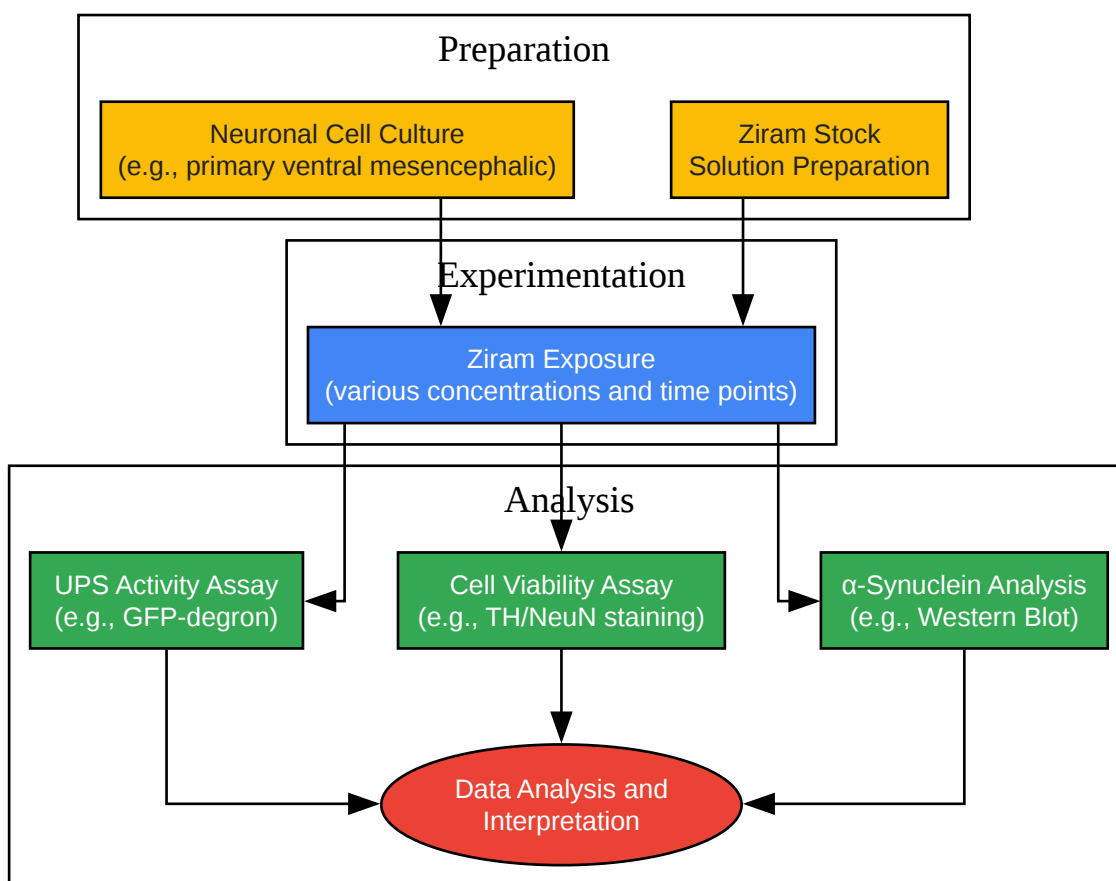 Preparation
Neuronal Cell Culture
(e.g., primary ventral mesencephalic)
Ziram Stock
Solution Preparation
Experimentation
Ziram Exposure
(various concentrations and time points)
Analysis
UPS Activity Assay
(e.g., GFP-degron)
Cell Viability Assay
(e.g., TH/NeuN staining)
α-Synuclein Analysis
(e.g., Western Blot)
Data Analysis and
Interpretation